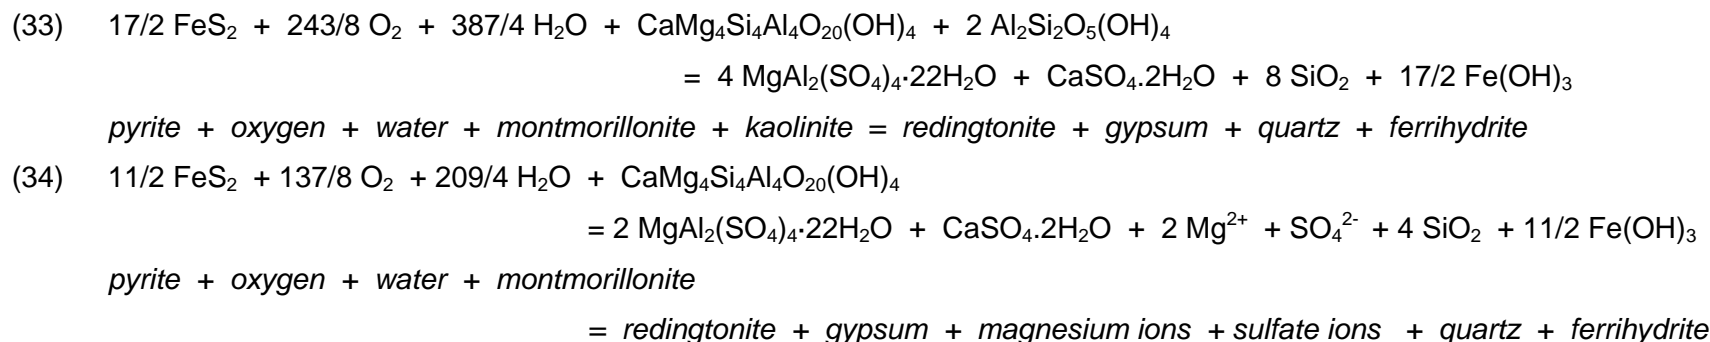 (33) 17/2 FeS₂ + 243/8 O₂ + 387/4 H₂O + CaMg₄Si₄Al₄O₂₀(OH)₄ + 2 Al₂Si₂O₅(OH)₄
= 4 MgAl₂(SO₄)₄·22H₂O + CaSO₄.2H₂O + 8 SiO₂ + 17/2 Fe(OH)₃
pyrite + oxygen + water + montmorillonite + kaolinite = redingtonite + gypsum + quartz + ferrihydrite
(34) 11/2 FeS₂ + 137/8 O₂ + 209/4 H₂O + CaMg₄Si₄Al₄O₂₀(OH)₄
= 2 MgAl₂(SO₄)₄·22H₂O + CaSO₄.2H₂O + 2 Mg²⁺ + SO₄²⁻ + 4 SiO₂ + 11/2 Fe(OH)₃
pyrite + oxygen + water + montmorillonite
= redingtonite + gypsum + magnesium ions + sulfate ions + quartz + ferrihydrite